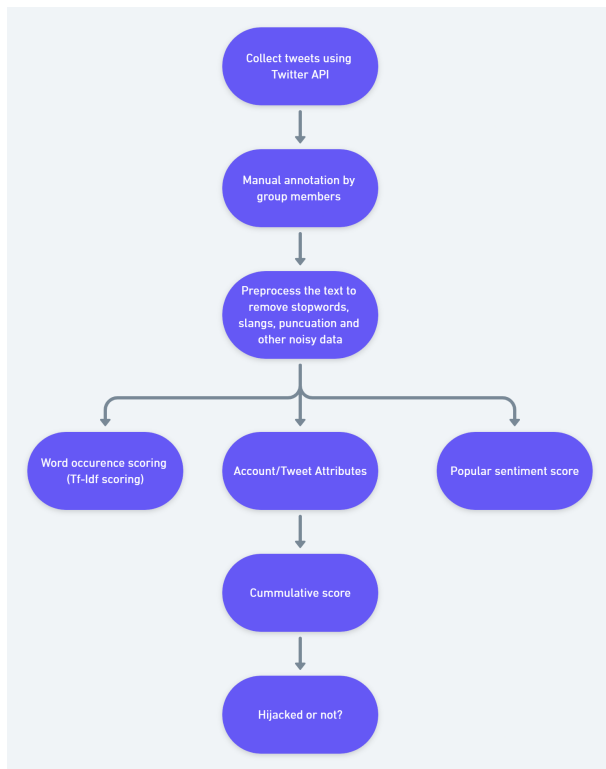 Collect tweets using
Twitter API
Manual annotation by
group members
Preprocess the text to
remove stopwords,
slangs, puncuation and
other noisy data
Word occurence scoring
(Tf-Idf scoring)
Account/Tweet Attributes
Popular sentiment score
Cummulative score
Hijacked or not?